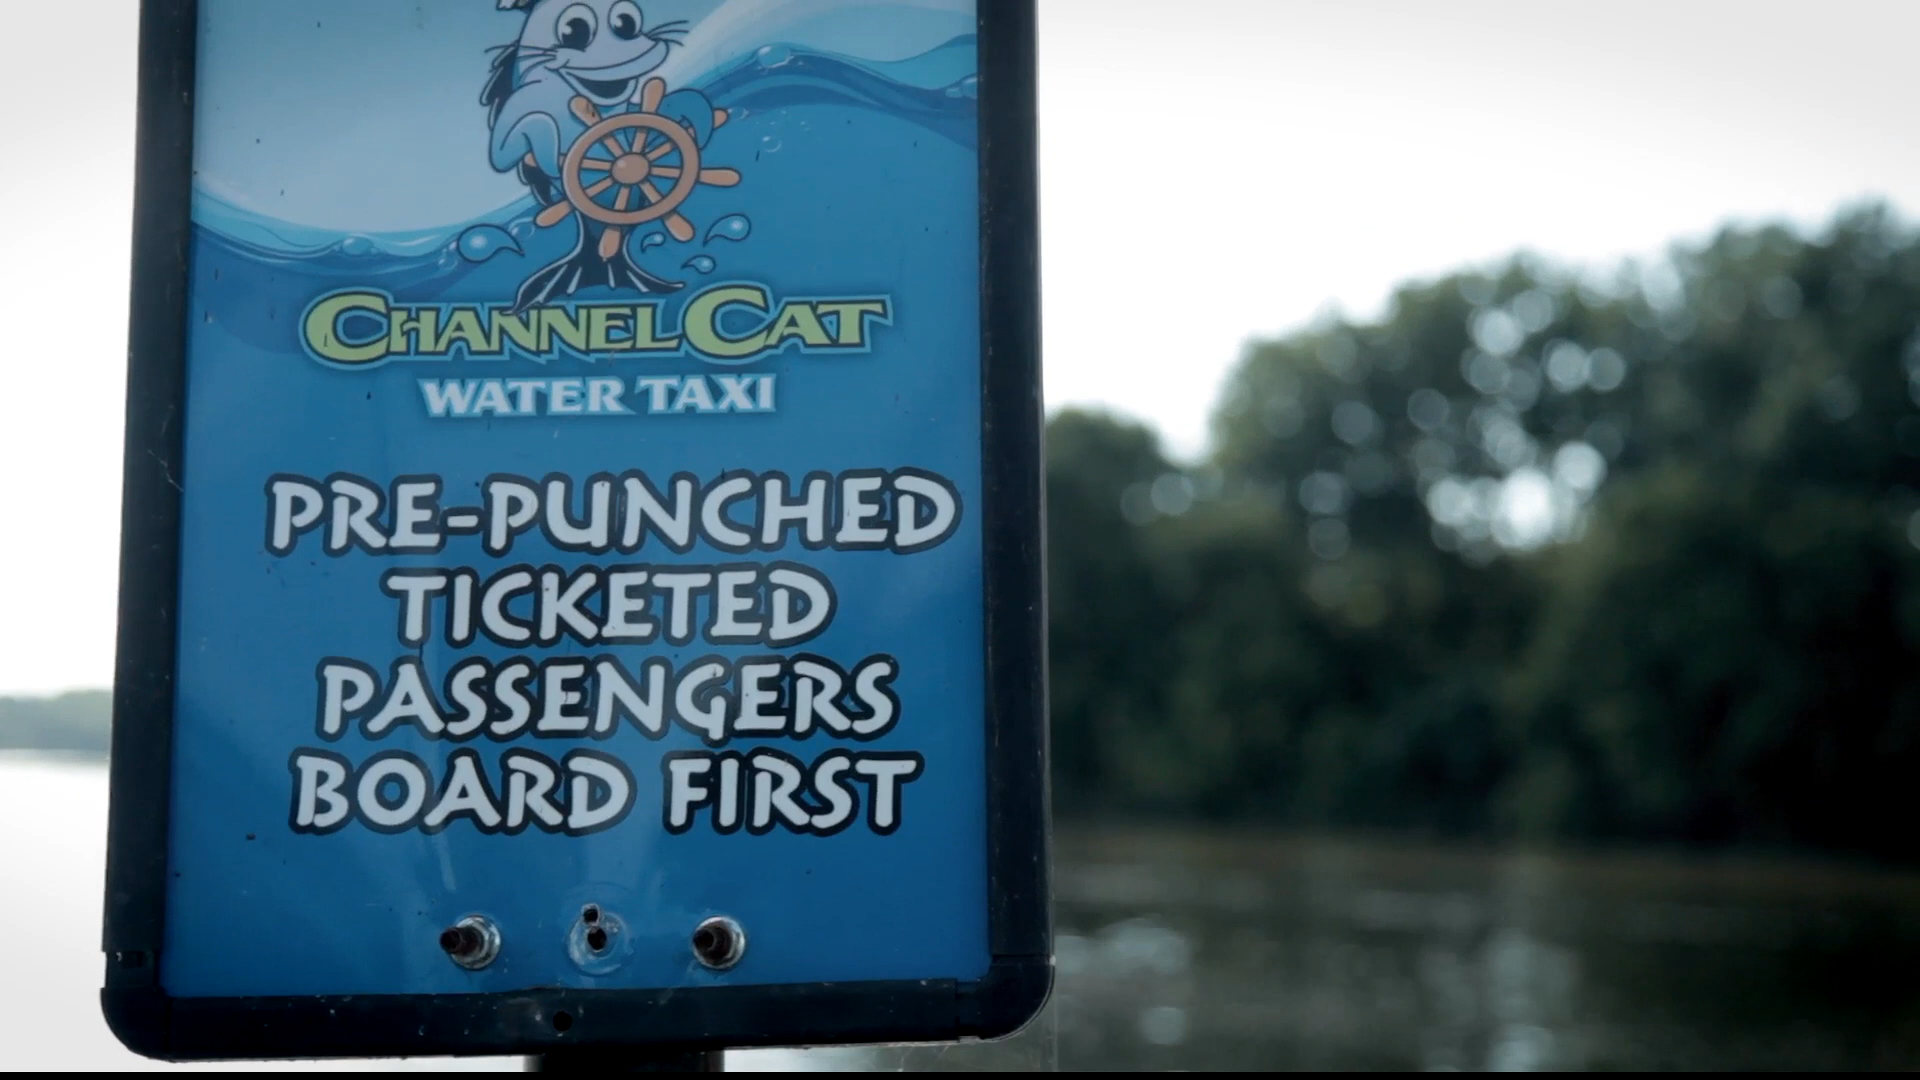 CHANNEL CAT
WATER TAXI
PRE-PUNCHED
TICKETED
PASSENGERS
BOARD FIRST